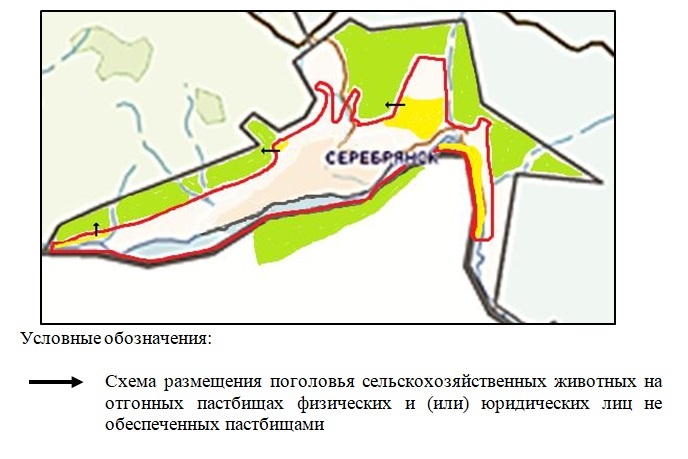 СЕРЕБРЯНСК
Условные обозначения:
Схема размещения поголовья сельскохозяйственных животных на
отгонных пастбищах физических и (или) юридических лиц не
обеспеченных пастбищами